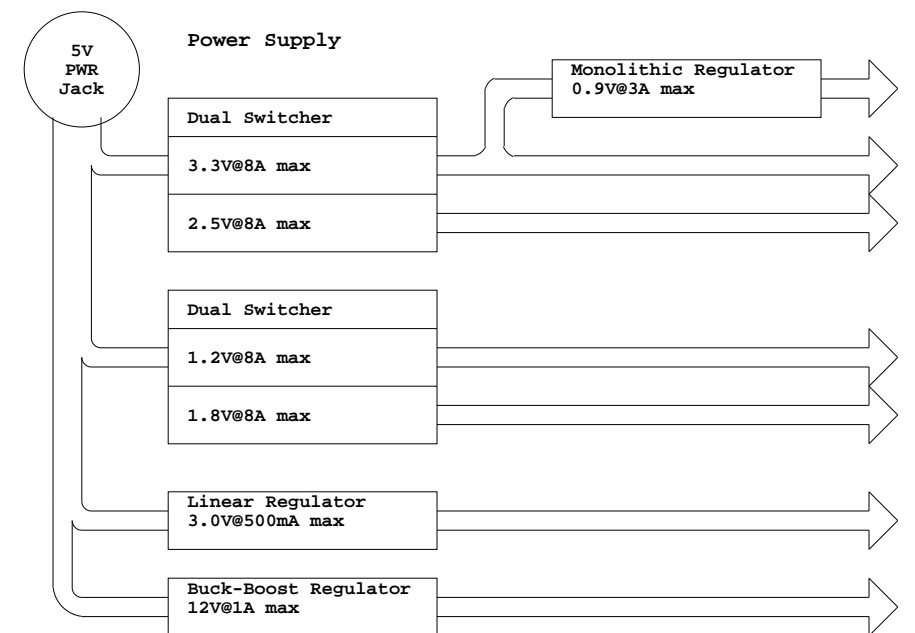 5V
PWR
Jack
Power Supply
Monolithic Regulator
0.9V@3A max
Dual Switcher
3.3V@8A max
2.5V@8A max
Dual Switcher
1.2V@8A max
1.8V@8A max
Linear Regulator
3.0V@500mA max
Buck-Boost Regulator
12V@1A max